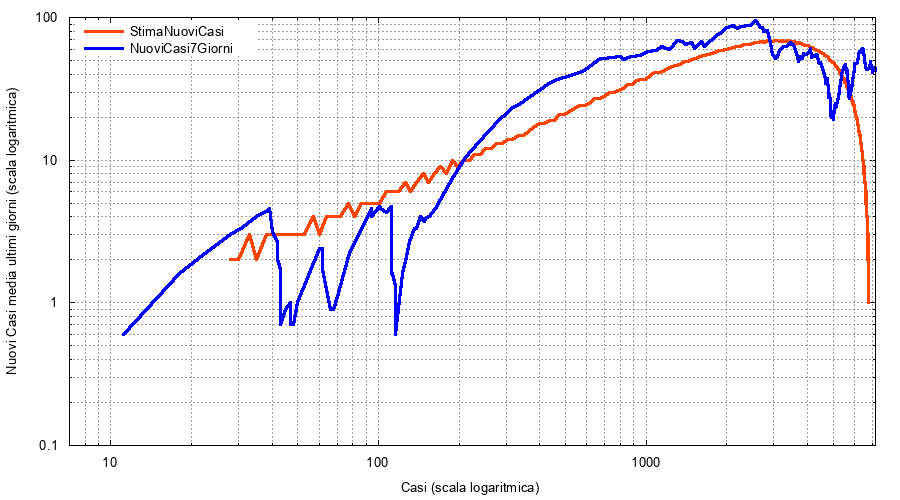 100
10
1
0.1
Nuovi Casi media ultimi giorni (scala logaritmica)
StimaNuoviCasi
NuoviCasi7Giorni
10
100
1000
Casi (scala logaritmica)